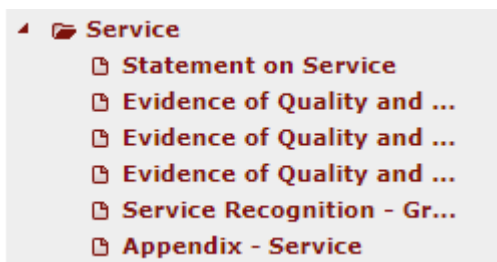 Service
Statement on Service
Evidence of Quality and ...
Evidence of Quality and ...
Evidence of Quality and ...
Service Recognition - Gr...
Appendix - Service